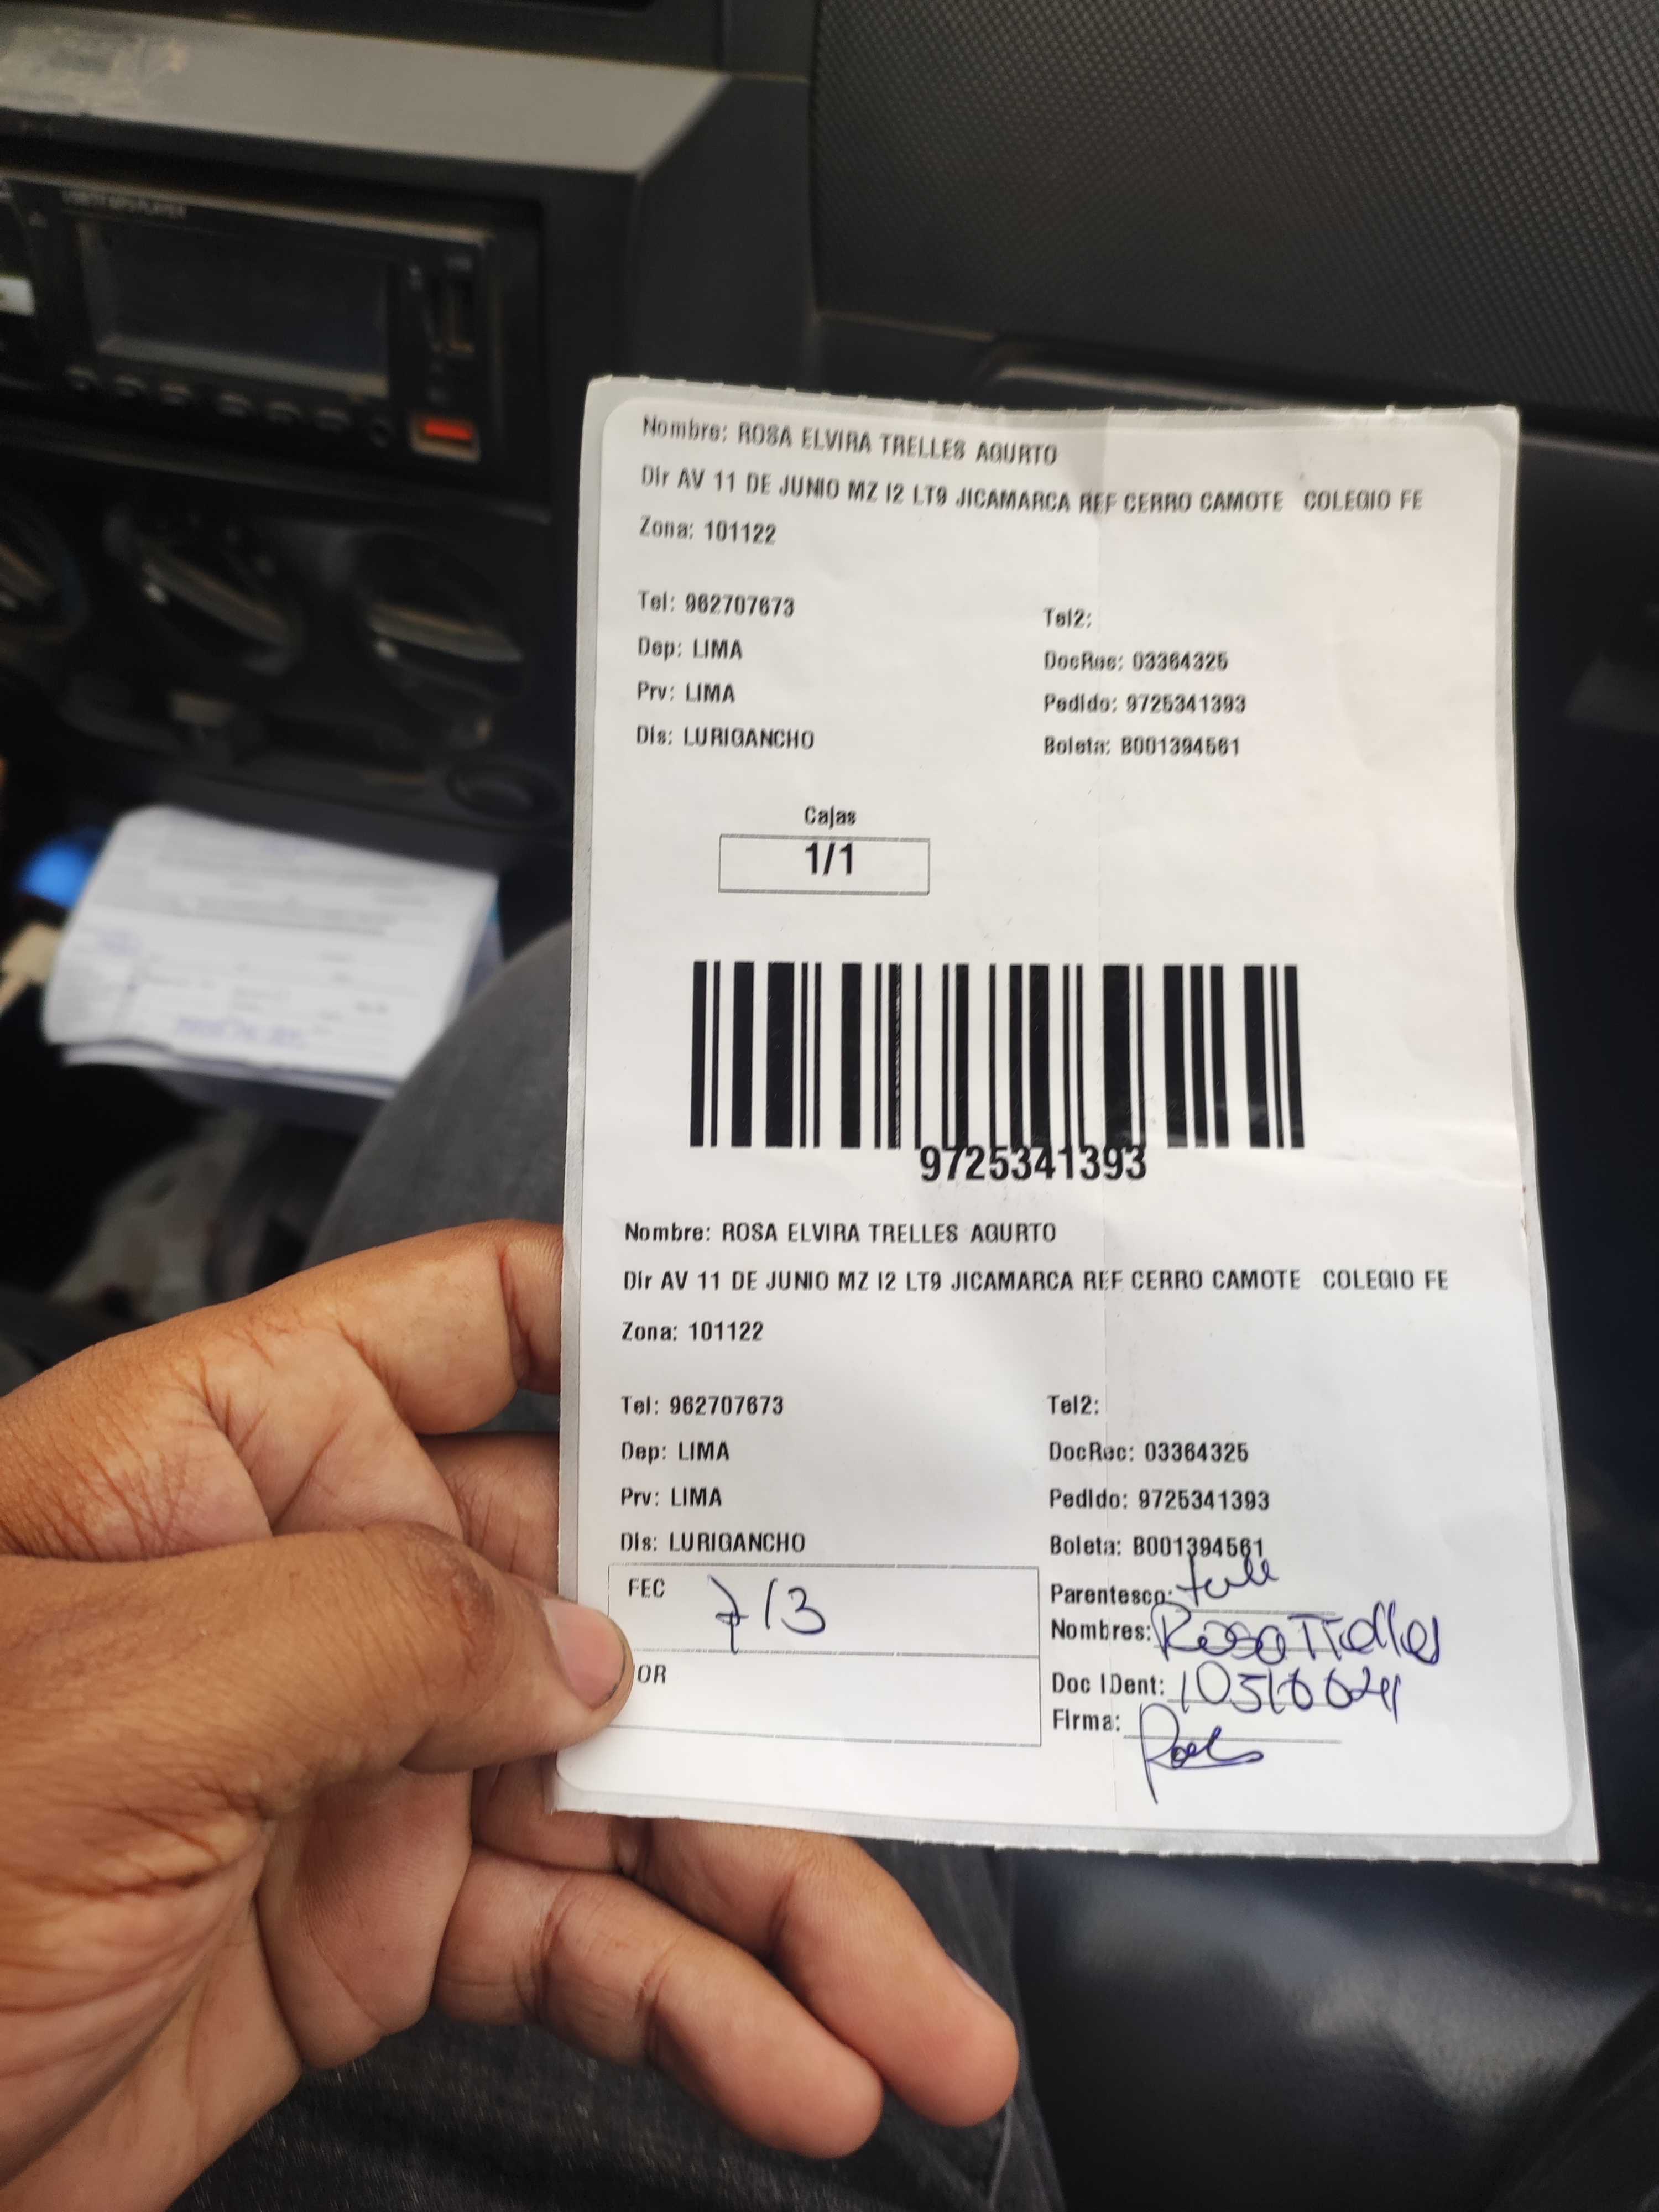 Nombre: ROSA ELVIRA TRELLES AGURTO
Dir AV 11 DE JUNIO MZ I2 LT9 JICAMARCA REF CERRO CAMOTE COLEGIO FE
Zona: 101122
Tel: 962707673 Tel2:
Dep: LIMA DocRec: 03364325
Prv: LIMA Pedido: 9725341393
Dis: LURIGANCHO Boleta: B001394561
Cajas
1/1
9725341393
Nombre: ROSA ELVIRA TRELLES AGURTO
Dir AV 11 DE JUNIO MZ I2 LT9 JICAMARCA REF CERRO CAMOTE COLEGIO FE
Zona: 101122
Tel: 962707673 Tel2:
Dep: LIMA DocRec: 03364325
Prv: LIMA Pedido: 9725341393
Dis: LURIGANCHO Boleta: B001394561
FEC 7/3 Parentesco:
Nombres: Rosa Trelles
OR Doc IDent:
Firma: